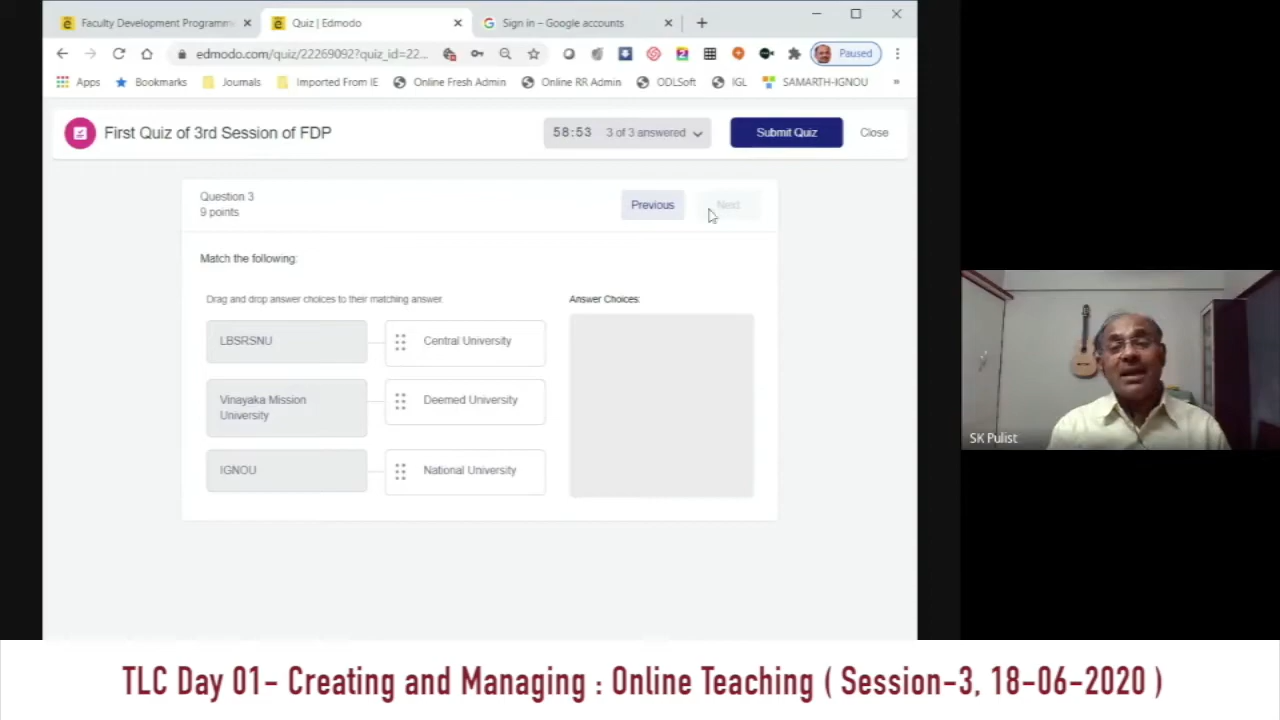 Faculty Development Programm
Quiz | Edmodo
Sign in – Google accounts
edmodo.com/quiz/22269092?quiz_id=22...
Paused
Apps
Bookmarks
Journals
Imported From IE
Online Fresh Admin
Online RR Admin
ODLSoft
IGL
SAMARTH-IGNOU
»
First Quiz of 3rd Session of FDP
58:53 3 of 3 answered
Submit Quiz
Close
Question 3
9 points
Previous
Next
Match the following:
Drag and drop answer choices to their matching answer.
Answer Choices:
LBSRSNU
Central University
Vinayaka Mission
University
Deemed University
IGNOU
National University
SK Pulist
TLC Day 01- Creating and Managing : Online Teaching ( Session-3, 18-06-2020 )